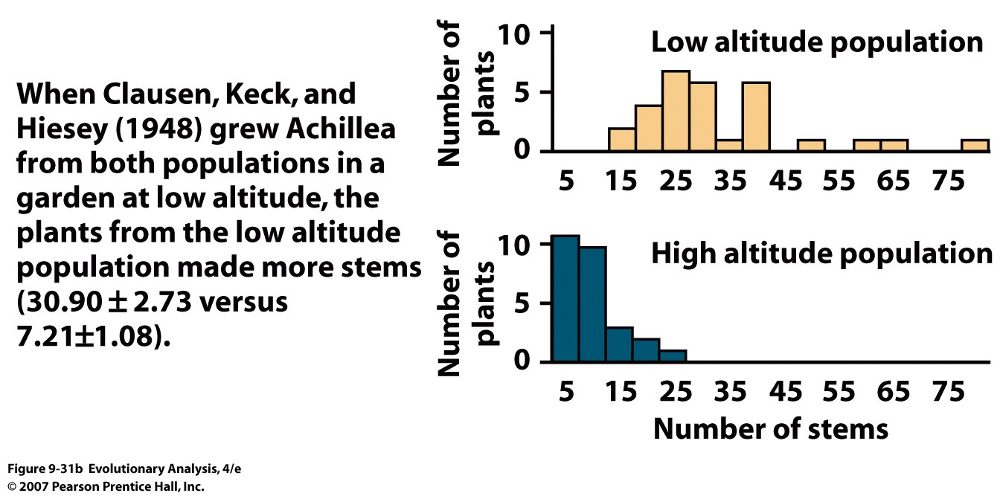 When Clausen, Keck, and
Hiesey (1948) grew Achillea
from both populations in a
garden at low altitude, the
plants from the low altitude
population made more stems
(30.90 ± 2.73 versus
7.21±1.08).
Low altitude population
Number of
plants
10
5
0
5 15 25 35 45 55 65 75
High altitude population
Number of
plants
10
5
0
5 15 25 35 45 55 65 75
Number of stems
Figure 9-31b Evolutionary Analysis, 4/e
© 2007 Pearson Prentice Hall, Inc.